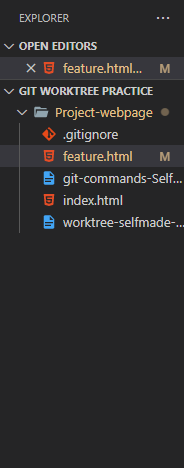 EXPLORER
OPEN EDITORS
feature.html... M
GIT WORKTREE PRACTICE
Project-webpage
.gitignore
feature.html M
git-commands-Self...
index.html
worktree-selfmade-...